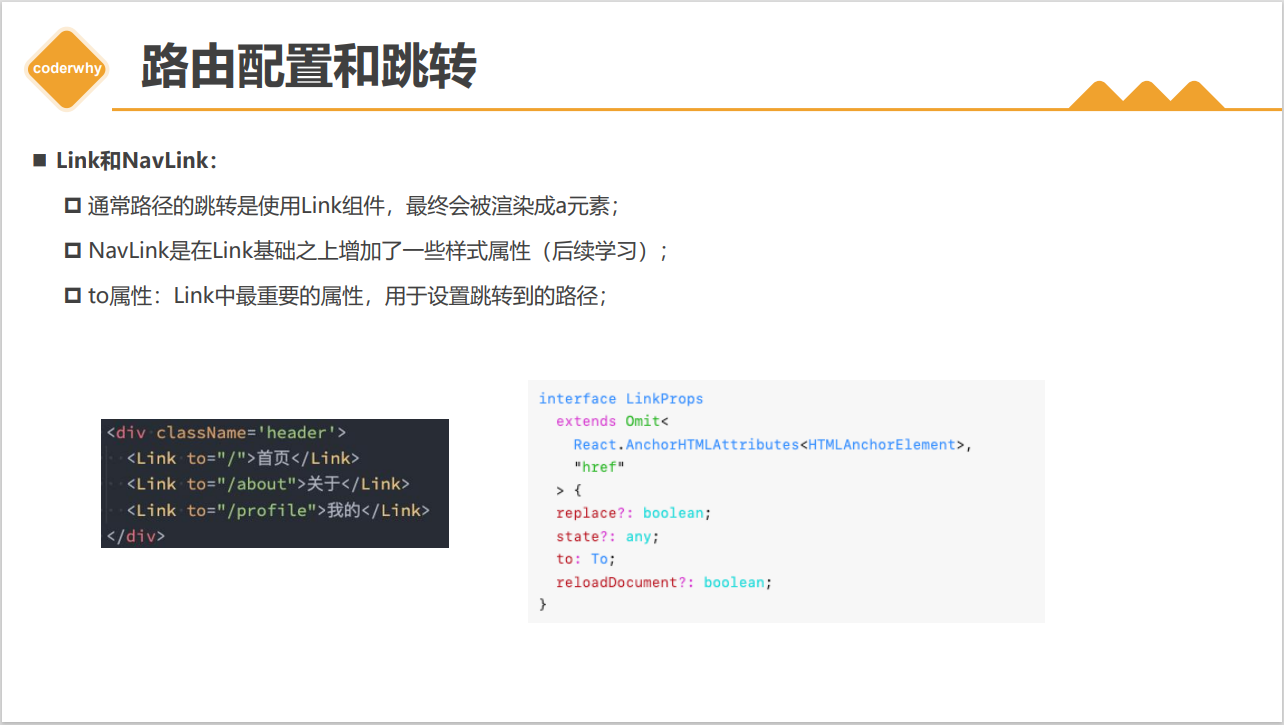 coderwhy
路由配置和跳转
Link和NavLink：
通常路径的跳转是使用Link组件，最终会被渲染成a元素；
NavLink是在Link基础之上增加了一些样式属性（后续学习）；
to属性：Link中最重要的属性，用于设置跳转到的路径；
<div className='header'>
  <Link to="/">首页</Link>
  <Link to="/about">关于</Link>
  <Link to="/profile">我的</Link>
</div>
interface LinkProps
  extends Omit<
    React.AnchorHTMLAttributes<HTMLAnchorElement>,
    "href"
  > {
  replace?: boolean;
  state?: any;
  to: To;
  reloadDocument?: boolean;
}